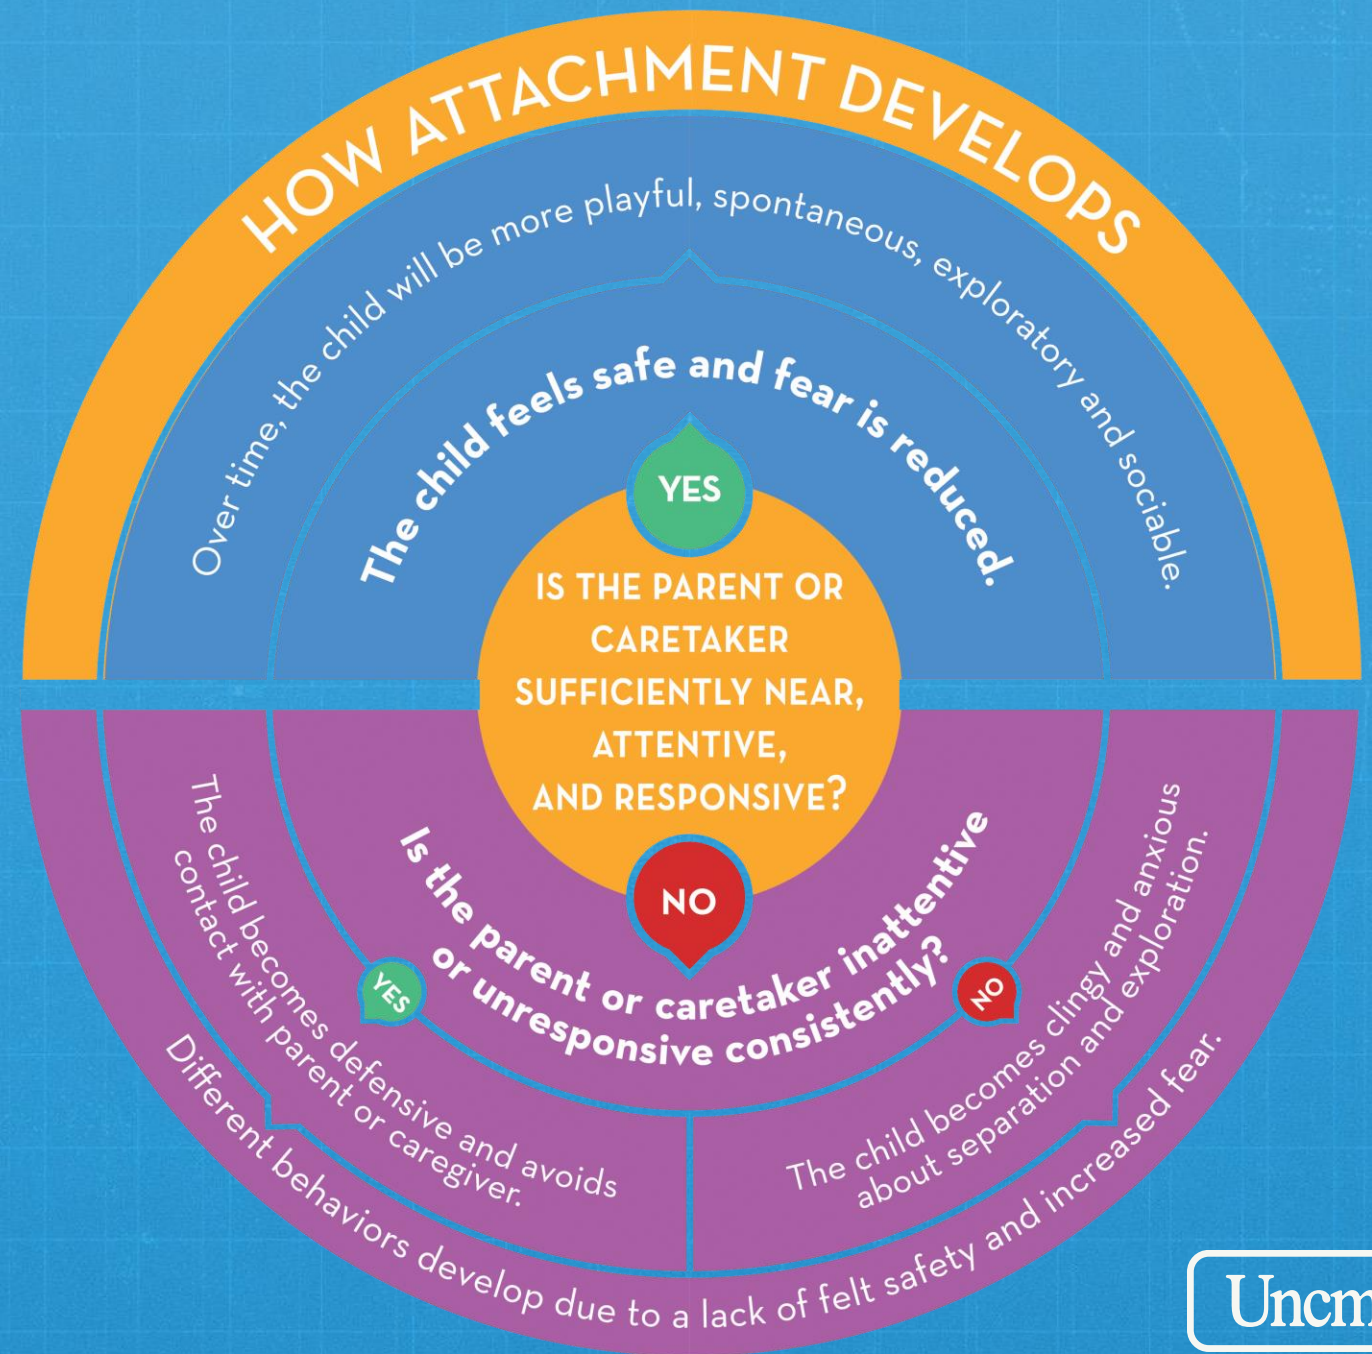 HOW ATTACHMENT DEVELOPS
Over time, the child will be more playful, spontaneous, exploratory and sociable.
The child feels safe and fear is reduced.
YES
IS THE PARENT OR
CARETAKER
SUFFICIENTLY NEAR,
ATTENTIVE,
AND RESPONSIVE?
NO
Is the parent or caretaker inattentive
or unresponsive consistently?
YES
The child becomes defensive and avoids
contact with parent or caregiver.
NO
The child becomes clingy and anxious
about separation and exploration.
Different behaviors develop due to a lack of felt safety and increased fear.
Uncm